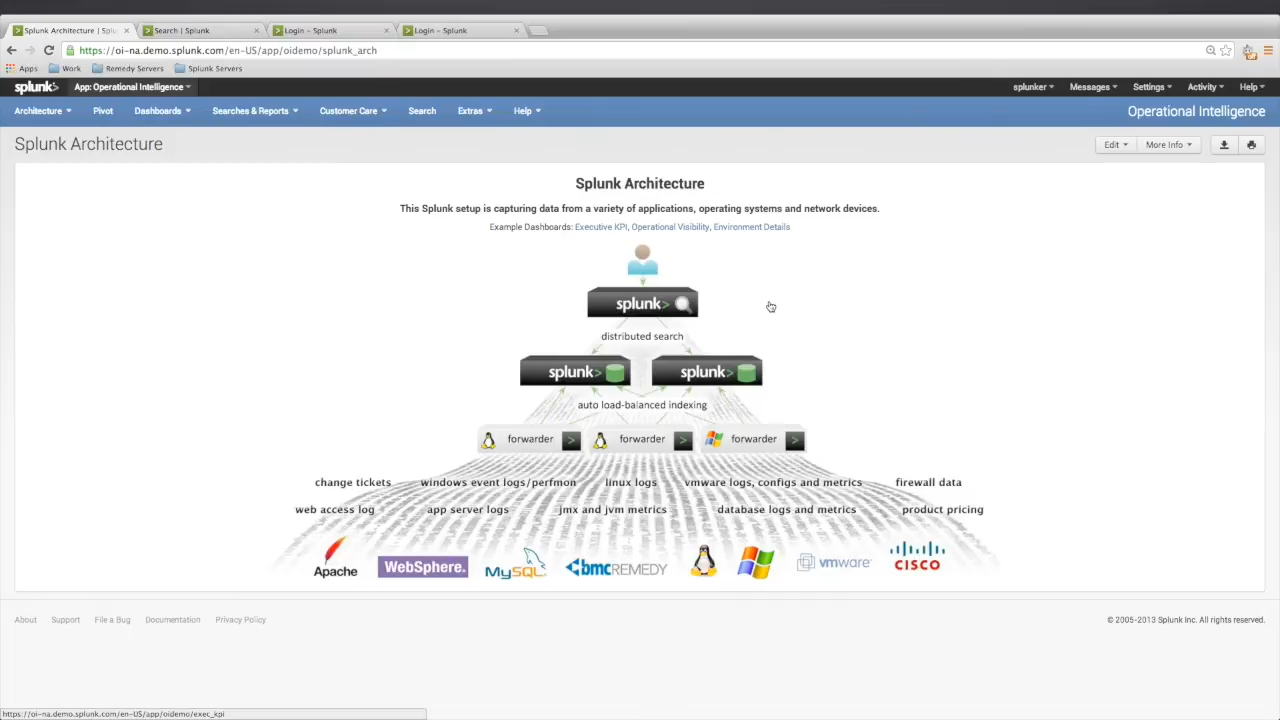 Splunk Architecture | Splu
Search | Splunk
Login - Splunk
Login - Splunk
https://oi-na.demo.splunk.com/en-US/app/oidemo/splunk_arch
Apps
Work
Remedy Servers
Splunk Servers
splunk>
App: Operational Intelligence
splunker
Messages
Settings
Activity
Help
Architecture
Pivot
Dashboards
Searches & Reports
Customer Care
Search
Extras
Help
Operational Intelligence
Splunk Architecture
Edit
More Info
Splunk Architecture
This Splunk setup is capturing data from a variety of applications, operating systems and network devices.
Example Dashboards: Executive KPI, Operational Visibility, Environment Details
splunk>
distributed search
splunk>
splunk>
auto load-balanced indexing
forwarder >
forwarder >
forwarder >
change tickets
windows event logs/perfmon
linux logs
vmware logs, configs and metrics
firewall data
web access log
app server logs
jmx and jvm metrics
database logs and metrics
product pricing
Apache
WebSphere.
MySQL
bmcREMEDY
vmware
CISCO
About
Support
File a Bug
Documentation
Privacy Policy
© 2005-2013 Splunk Inc. All rights reserved.
https://oi-na.demo.splunk.com/en-US/app/oidemo/exec_kpi